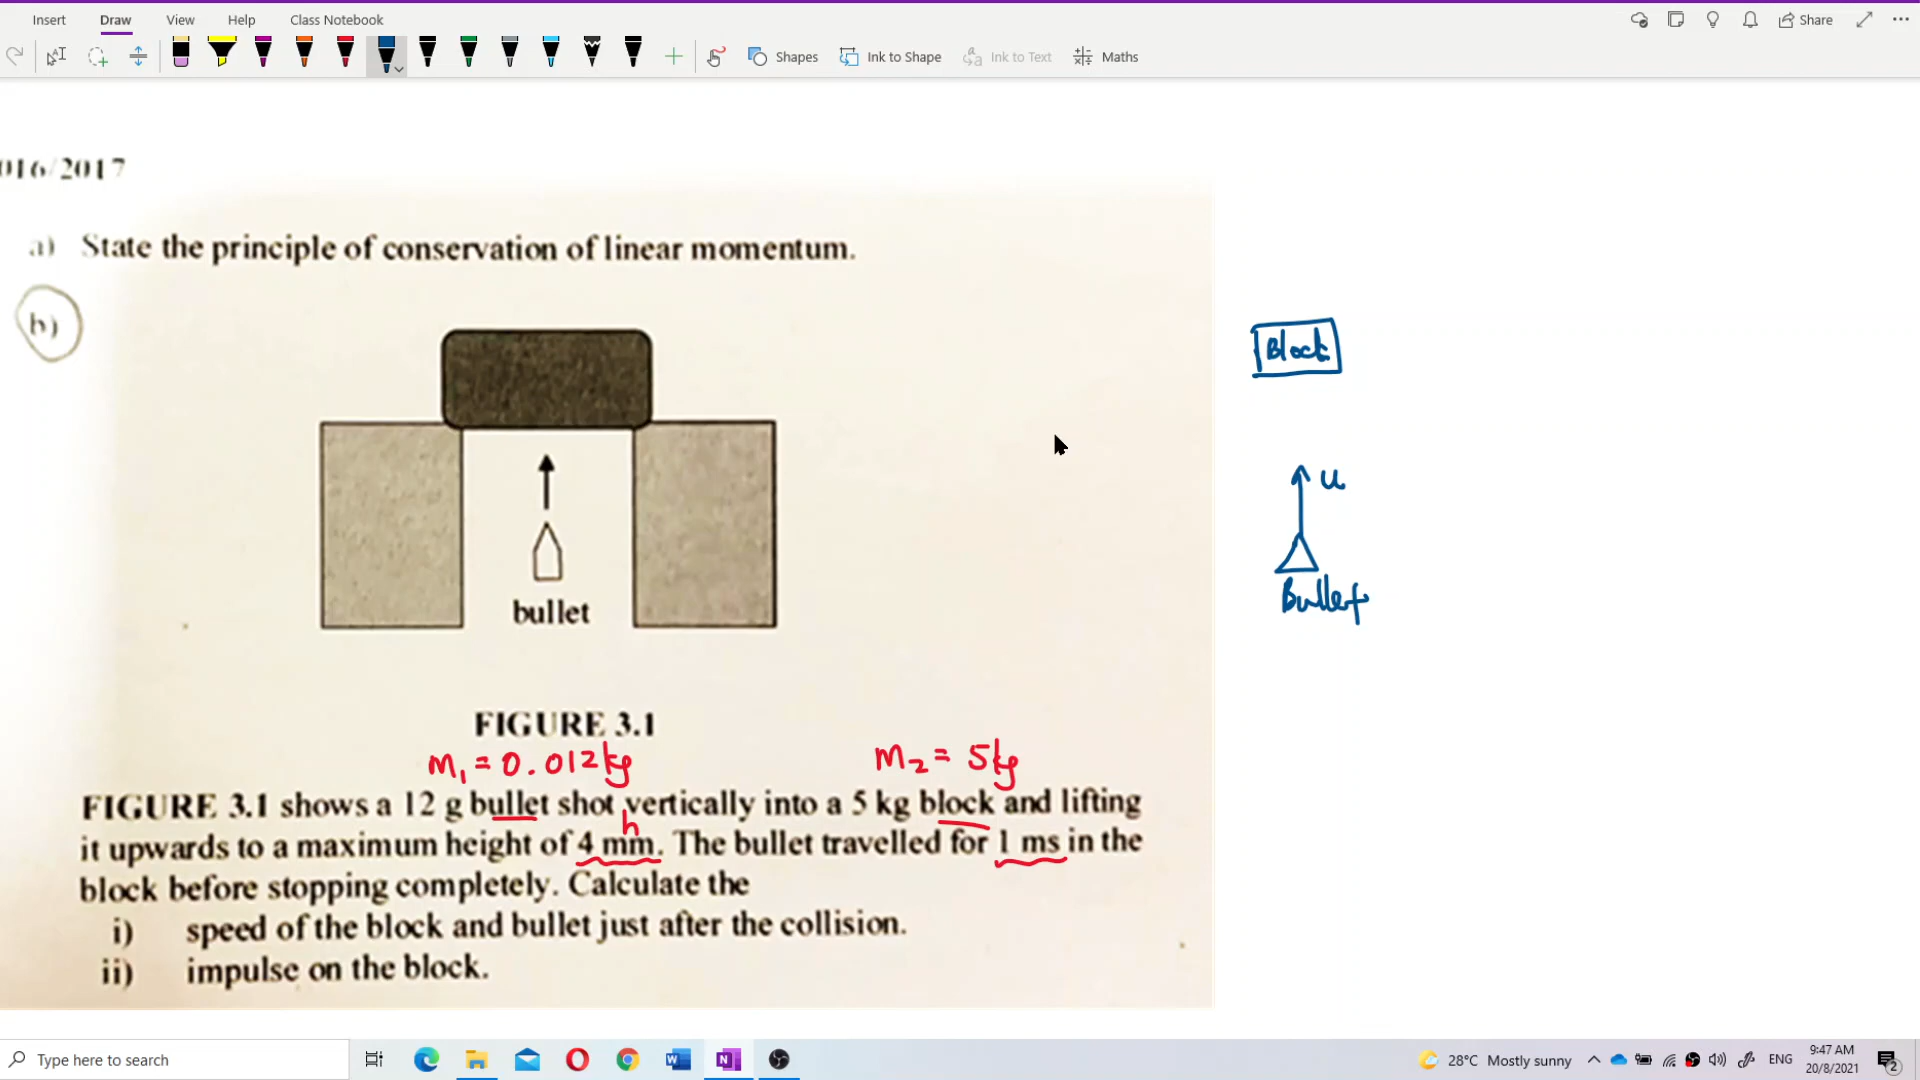 Insert Draw View Help Class Notebook
Share
Shapes Ink to Shape Ink to Text Maths
016/2017
a) State the principle of conservation of linear momentum.
b)
Block
u
Bullet
bullet
FIGURE 3.1
m₁ = 0.012kg
m₂ = 5kg
FIGURE 3.1 shows a 12 g bullet shot vertically into a 5 kg block and lifting
h
it upwards to a maximum height of 4 mm. The bullet travelled for 1 ms in the
block before stopping completely. Calculate the
i) speed of the block and bullet just after the collision.
ii) impulse on the block.
Type here to search
28°C Mostly sunny
ENG
9:47 AM
20/8/2021
2